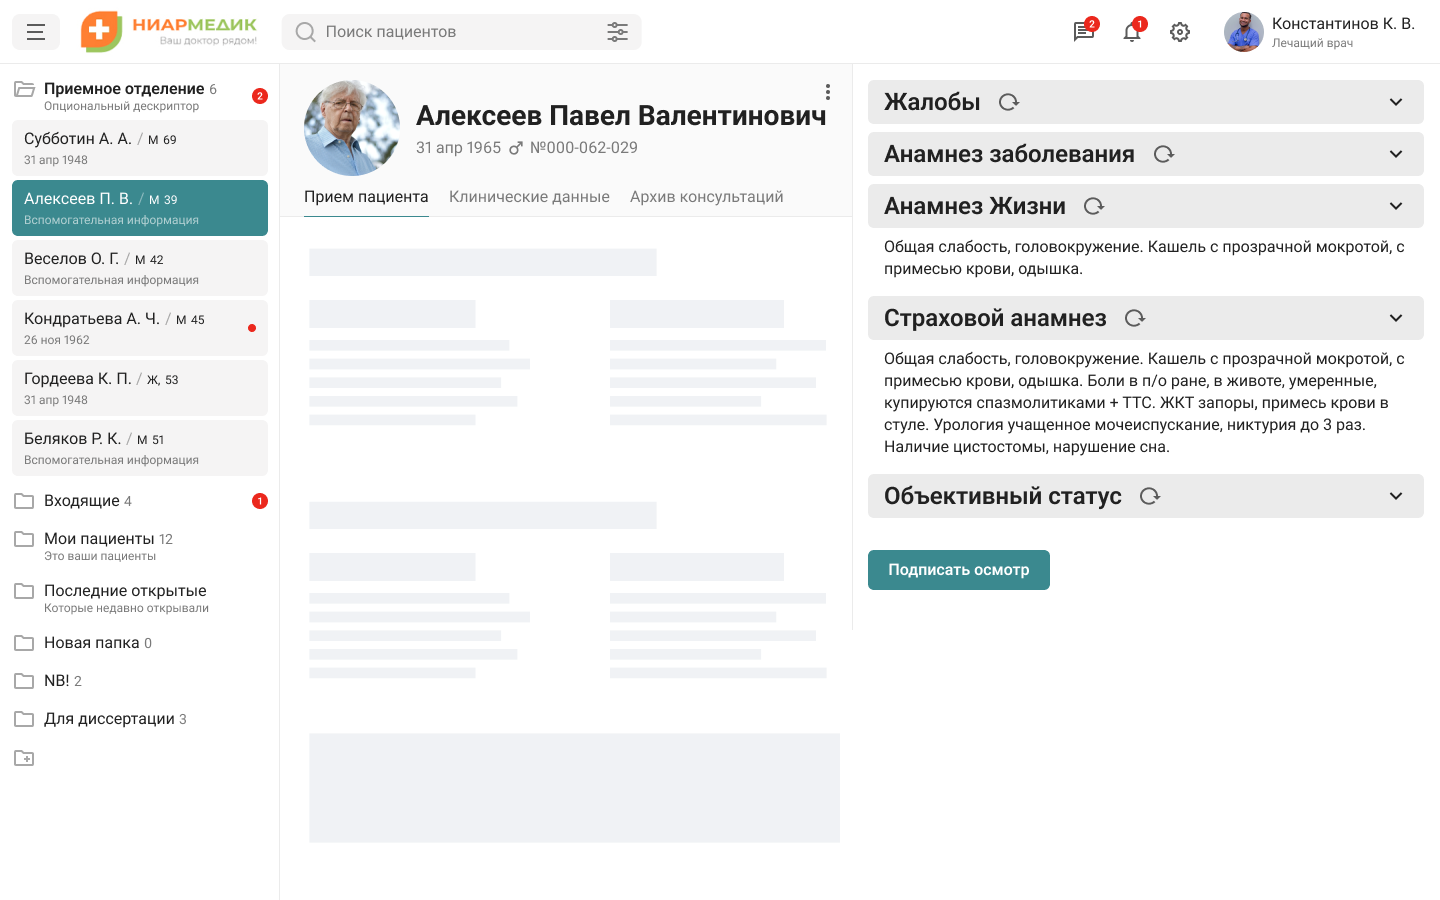 НИАРМЕДИК
Ваш доктор рядом!
Поиск пациентов
2
1
Константинов К. В.
Лечащий врач
Приемное отделение 6
Опциональный дескриптор
2
Субботин А. А. / М 69
31 апр 1948
Алексеев П. В. / М 39
Вспомогательная информация
Веселов О. Г. / М 42
Вспомогательная информация
Кондратьева А. Ч. / М 45
26 ноя 1962
Гордеева К. П. / Ж, 53
31 апр 1948
Беляков Р. К. / М 51
Вспомогательная информация
Входящие 4
1
Мои пациенты 12
Это ваши пациенты
Последние открытые
Которые недавно открывали
Новая папка 0
NB! 2
Для диссертации 3
Алексеев Павел Валентинович
31 апр 1965 ♂ №000-062-029
Прием пациента Клинические данные Архив консультаций
Жалобы
Анамнез заболевания
Анамнез Жизни
Общая слабость, головокружение. Кашель с прозрачной мокротой, с
примесью крови, одышка.
Страховой анамнез
Общая слабость, головокружение. Кашель с прозрачной мокротой, с
примесью крови, одышка. Боли в п/о ране, в животе, умеренные,
купируются спазмолитиками + ТТС. ЖКТ запоры, примесь крови в
стуле. Урология учащенное мочеиспускание, никтурия до 3 раз.
Наличие цистостомы, нарушение сна.
Объективный статус
Подписать осмотр